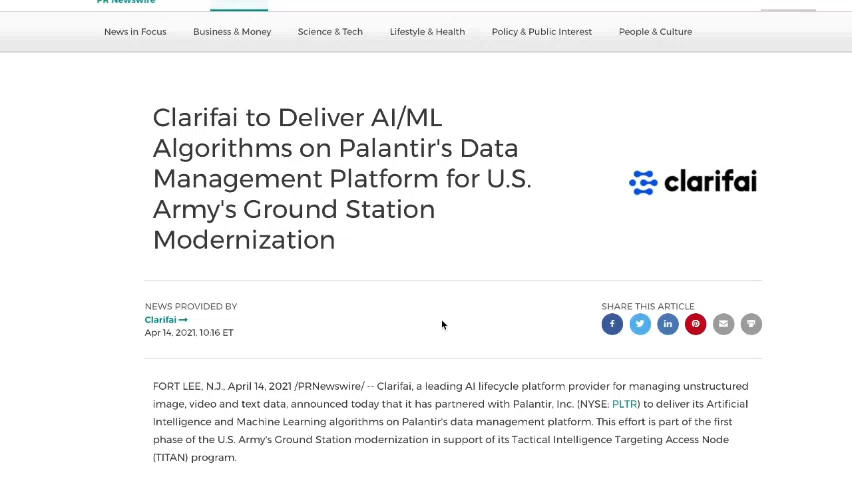 PR Newswire
News in Focus Business & Money Science & Tech Lifestyle & Health Policy & Public Interest People & Culture
Clarifai to Deliver AI/ML
Algorithms on Palantir's Data
Management Platform for U.S.
Army's Ground Station
Modernization
clarifai
NEWS PROVIDED BY
Clarifai
Apr 14, 2021, 10:16 ET
SHARE THIS ARTICLE
FORT LEE, N.J., April 14, 2021 /PRNewswire/ -- Clarifai, a leading AI lifecycle platform provider for managing unstructured
image, video and text data, announced today that it has partnered with Palantir, Inc. (NYSE: PLTR) to deliver its Artificial
Intelligence and Machine Learning algorithms on Palantir's data management platform. This effort is part of the first
phase of the U.S. Army's Ground Station modernization in support of its Tactical Intelligence Targeting Access Node
(TITAN) program.